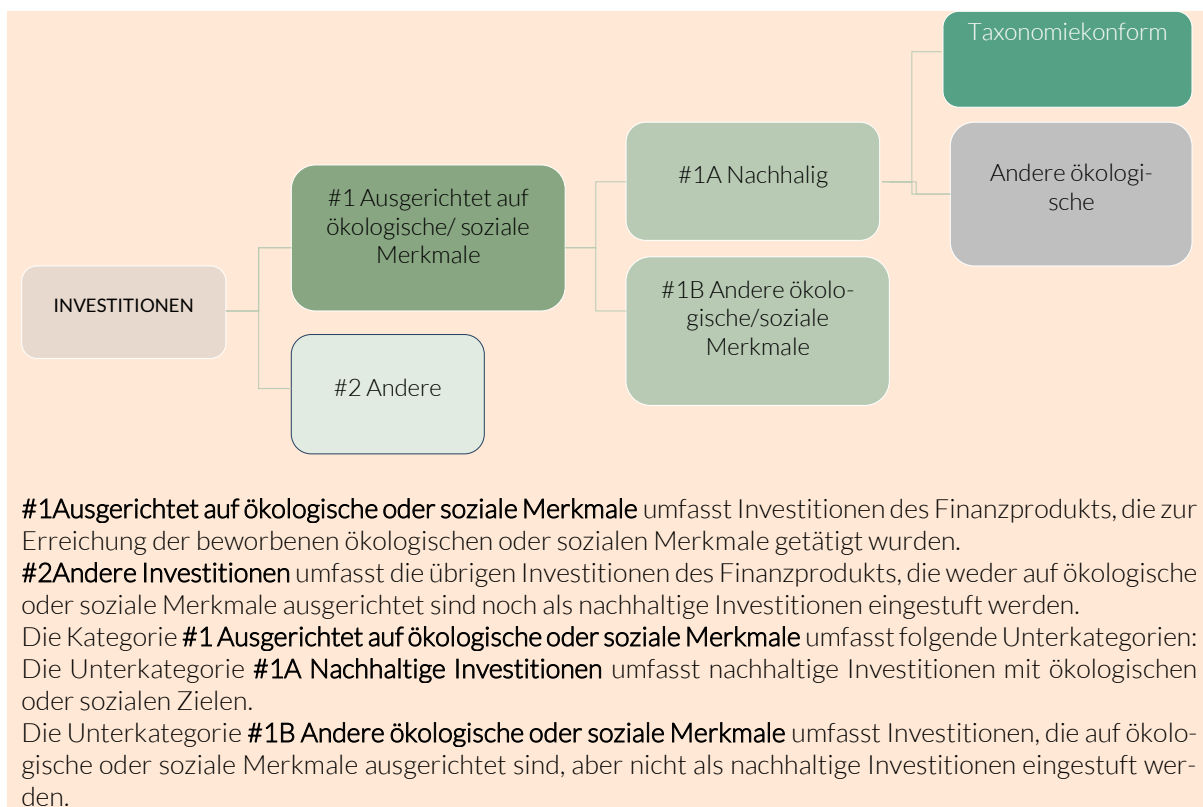 Taxonomiekonform
#1A Nachhalig
Andere ökologi-
sche
#1 Ausgerichtet auf
ökologische/ soziale
Merkmale
INVESTITIONEN
#1B Andere ökolo-
gische/soziale
Merkmale
#2 Andere
#1Ausgerichtet auf ökologische oder soziale Merkmale umfasst Investitionen des Finanzprodukts, die zur
Erreichung der beworbenen ökologischen oder sozialen Merkmale getätigt wurden.
#2Andere Investitionen umfasst die übrigen Investitionen des Finanzprodukts, die weder auf ökologische
oder soziale Merkmale ausgerichtet sind noch als nachhaltige Investitionen eingestuft werden.
Die Kategorie #1 Ausgerichtet auf ökologische oder soziale Merkmale umfasst folgende Unterkategorien:
Die Unterkategorie #1A Nachhaltige Investitionen umfasst nachhaltige Investitionen mit ökologischen
oder sozialen Zielen.
Die Unterkategorie #1B Andere ökologische oder soziale Merkmale umfasst Investitionen, die auf ökolo-
gische oder soziale Merkmale ausgerichtet sind, aber nicht als nachhaltige Investitionen eingestuft wer-
den.